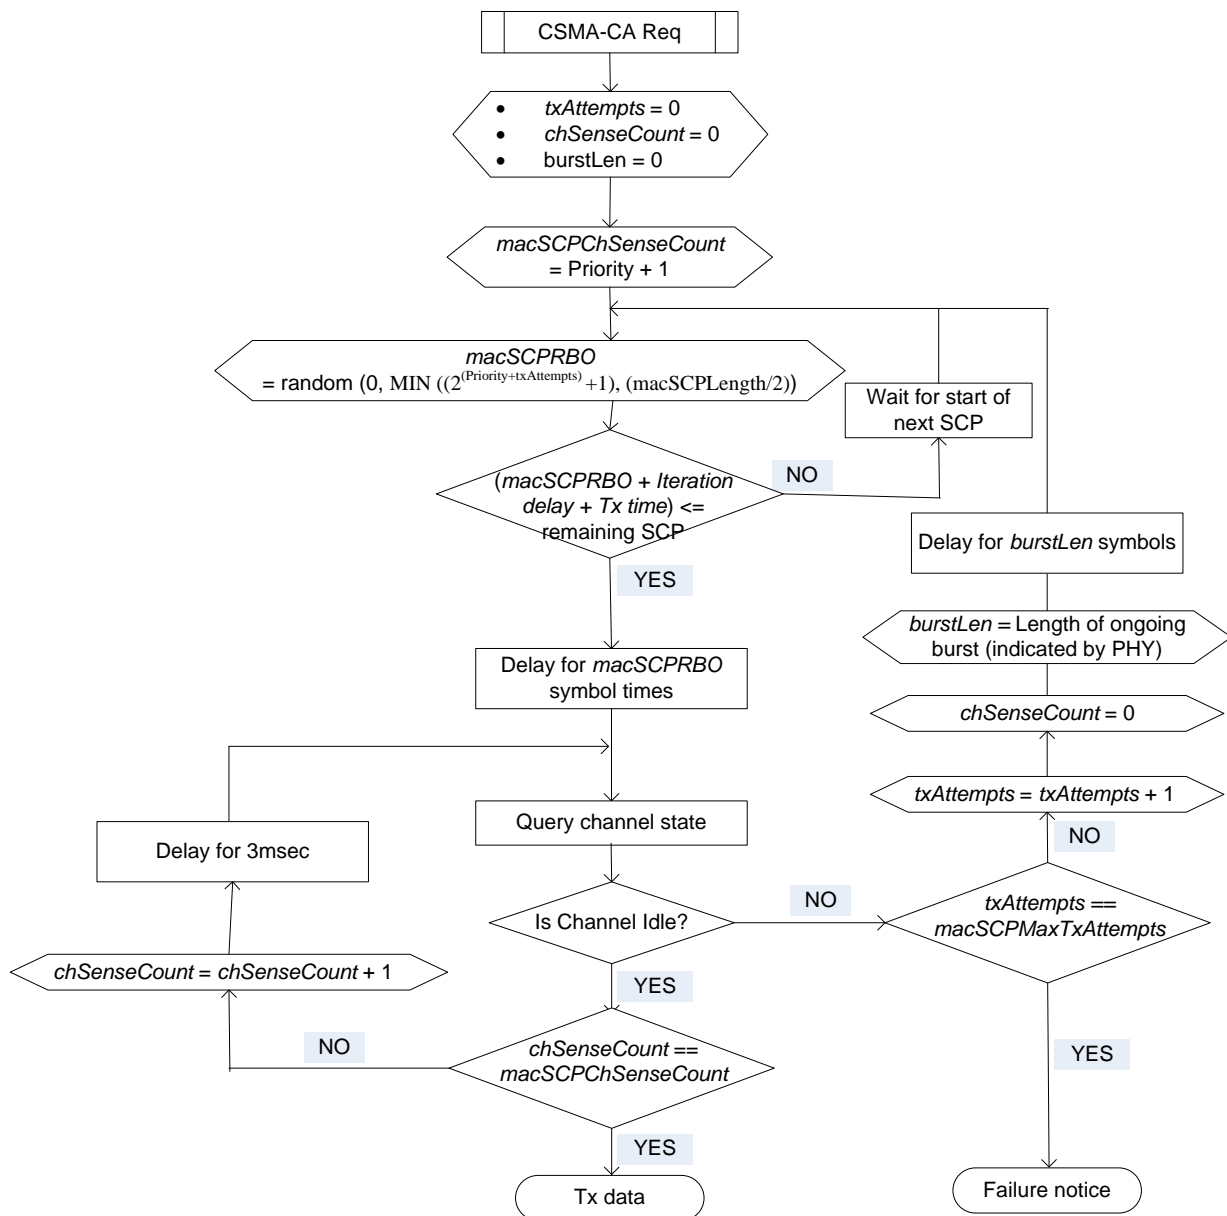 CSMA-CA Req
• txAttempts = 0
• chSenseCount = 0
• burstLen = 0
macSCPChSenseCount
= Priority + 1
macSCPRBO
= random (0, MIN ((2^(Priority+txAttempts) +1), (macSCPLength/2))
Wait for start of
next SCP
(macSCPRBO + Iteration
delay + Tx time) <=
remaining SCP
NO
YES
Delay for burstLen symbols
burstLen = Length of ongoing
burst (indicated by PHY)
Delay for macSCPRBO
symbol times
chSenseCount = 0
txAttempts = txAttempts + 1
Query channel state
Delay for 3msec
NO
Is Channel Idle?
NO
txAttempts ==
macSCPMaxTxAttempts
chSenseCount = chSenseCount + 1
YES
NO
chSenseCount ==
macSCPChSenseCount
YES
YES
Tx data
Failure notice